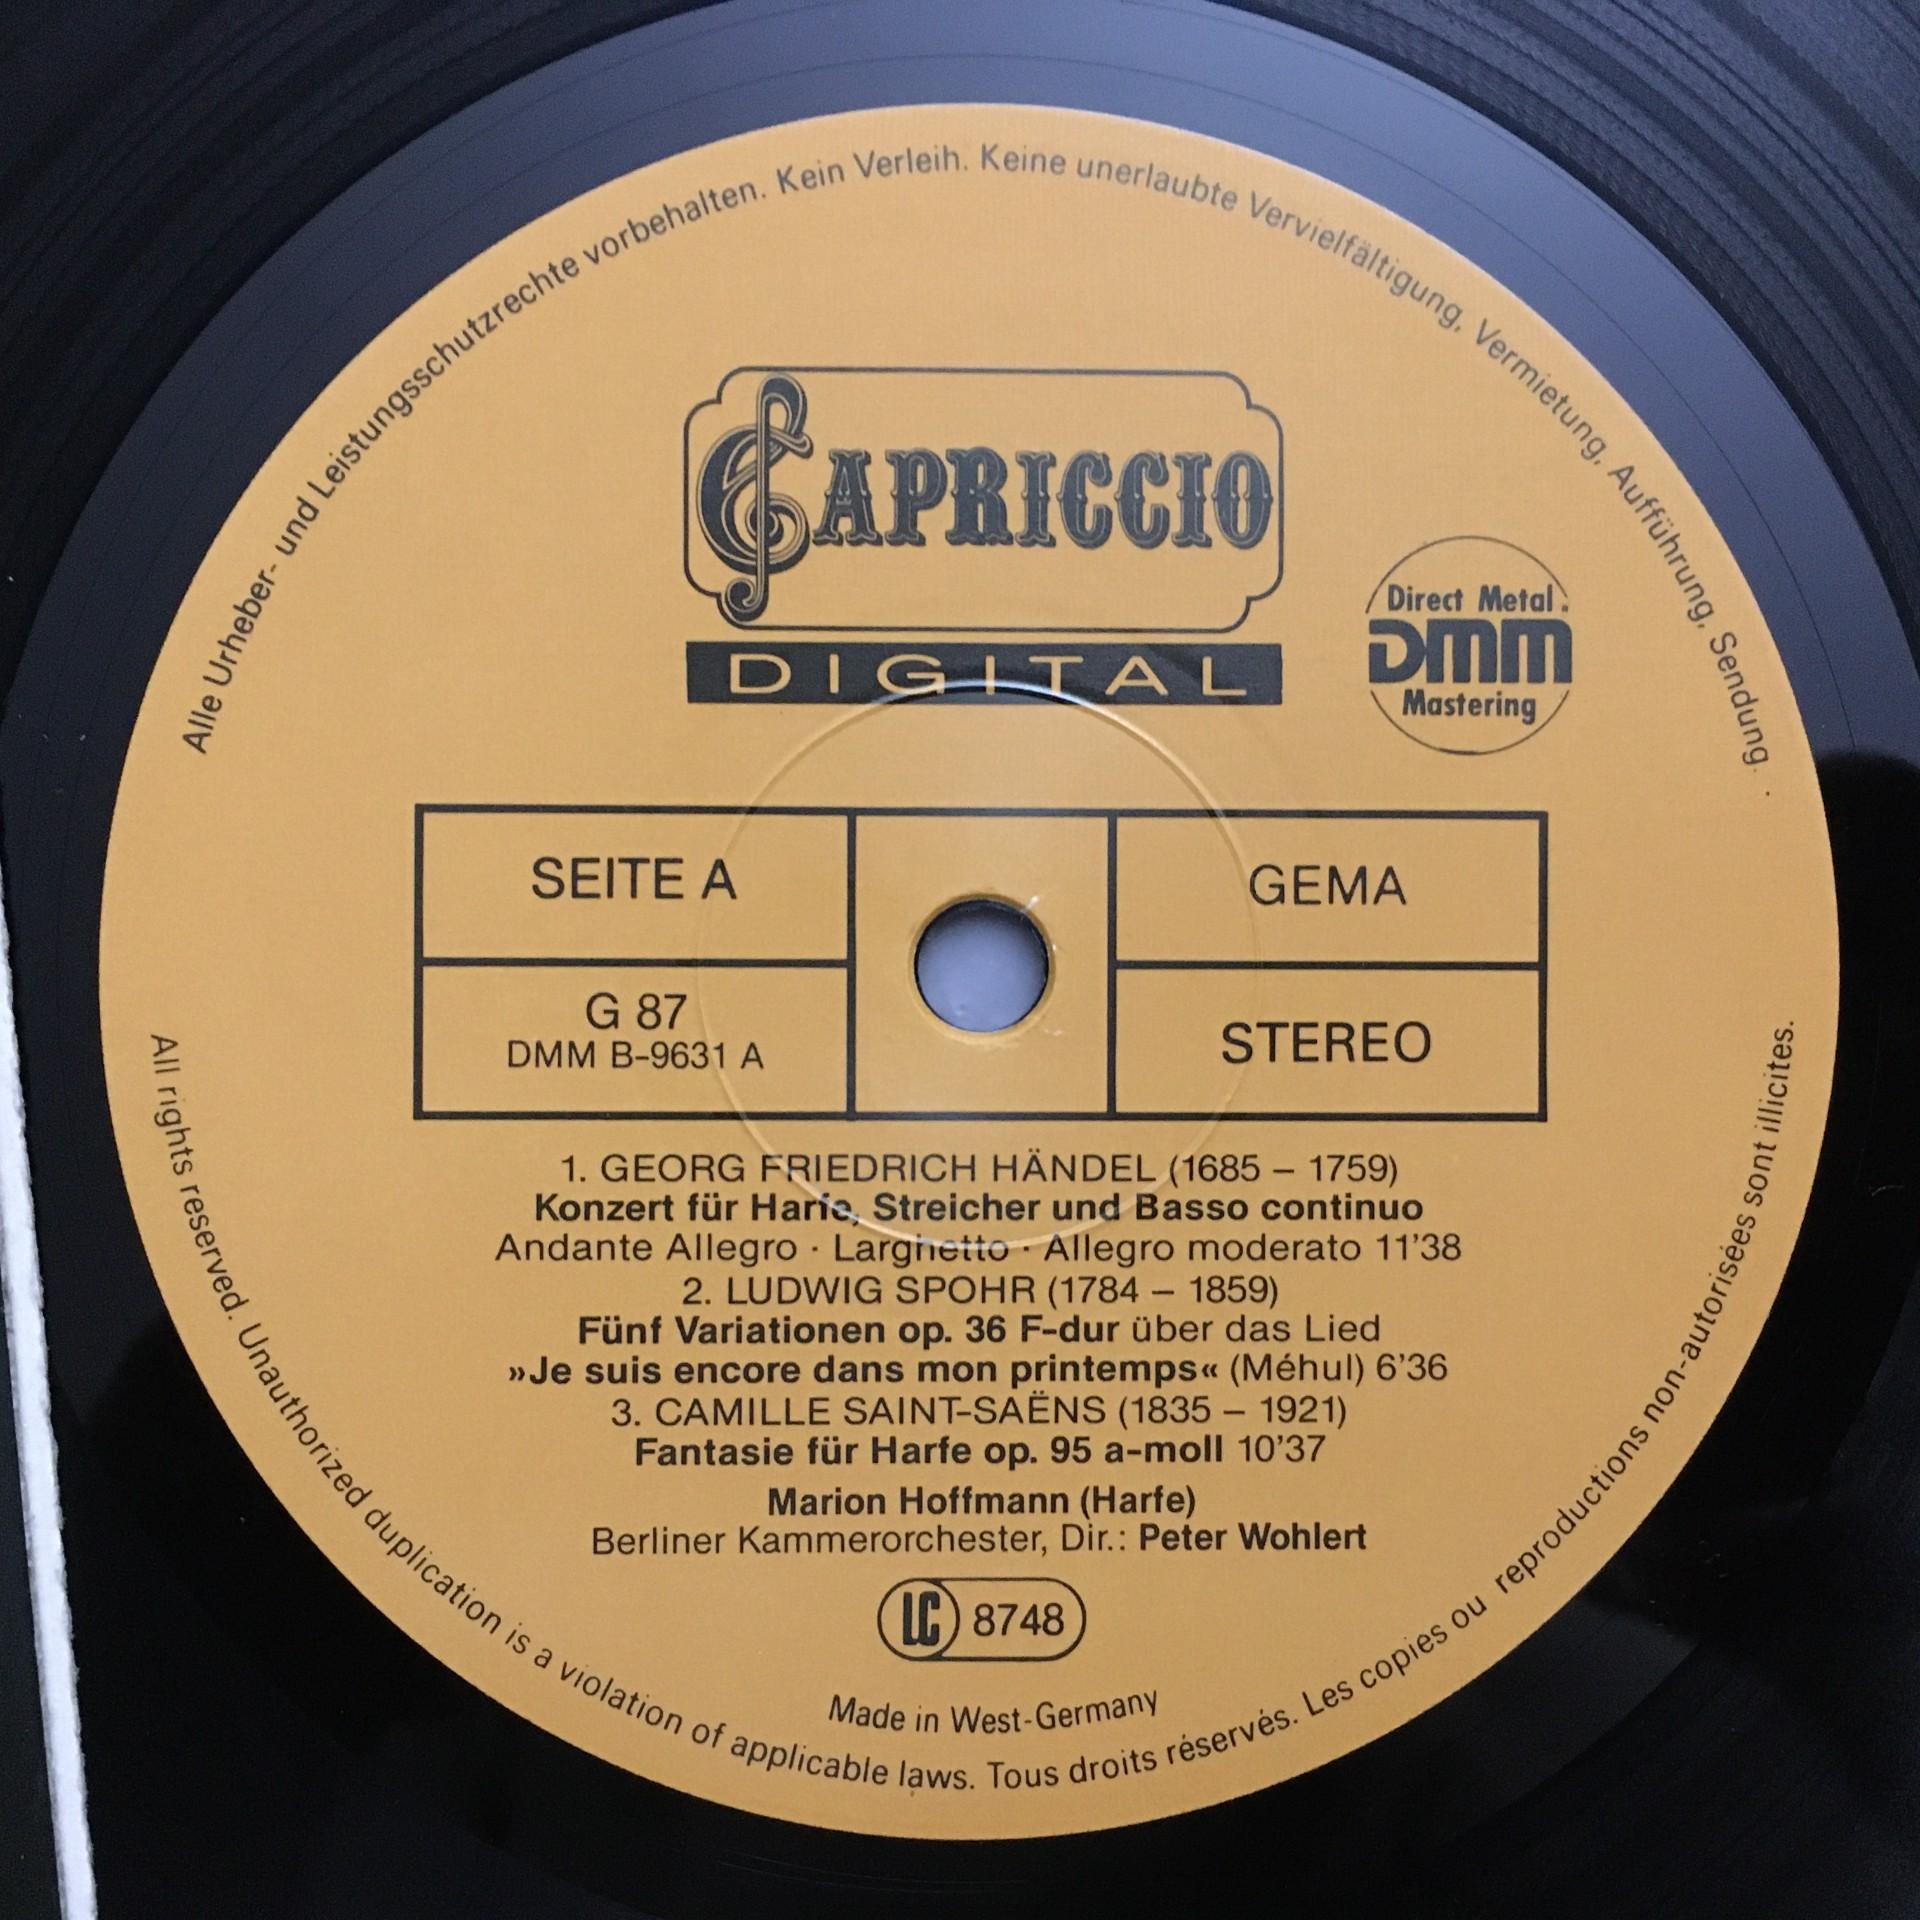 Alle Urheber- und Leistungsschutzrechte vorbehalten. Kein Verleih. Keine unerlaubte Vervielfältigung, Vermietung, Aufführung, Sendung.
CAPRICCIO
DIGITAL
Direct Metal
DMM
Mastering
SEITE A
GEMA
G 87
DMM B-9631 A
STEREO
1. GEORG FRIEDRICH HÄNDEL (1685 – 1759)
Konzert für Harfe, Streicher und Basso continuo
Andante Allegro · Larghetto · Allegro moderato 11'38
2. LUDWIG SPOHR (1784 – 1859)
Fünf Variationen op. 36 F-dur über das Lied
»Je suis encore dans mon printemps« (Méhul) 6'36
3. CAMILLE SAINT-SAËNS (1835 – 1921)
Fantasie für Harfe op. 95 a-moll 10'37
Marion Hoffmann (Harfe)
Berliner Kammerorchester, Dir.: Peter Wohlert
LC 8748
Made in West-Germany
All rights reserved. Unauthorized duplication is a violation of applicable laws. Tous droits réservés. Les copies ou reproductions non-autorisées sont illicites.